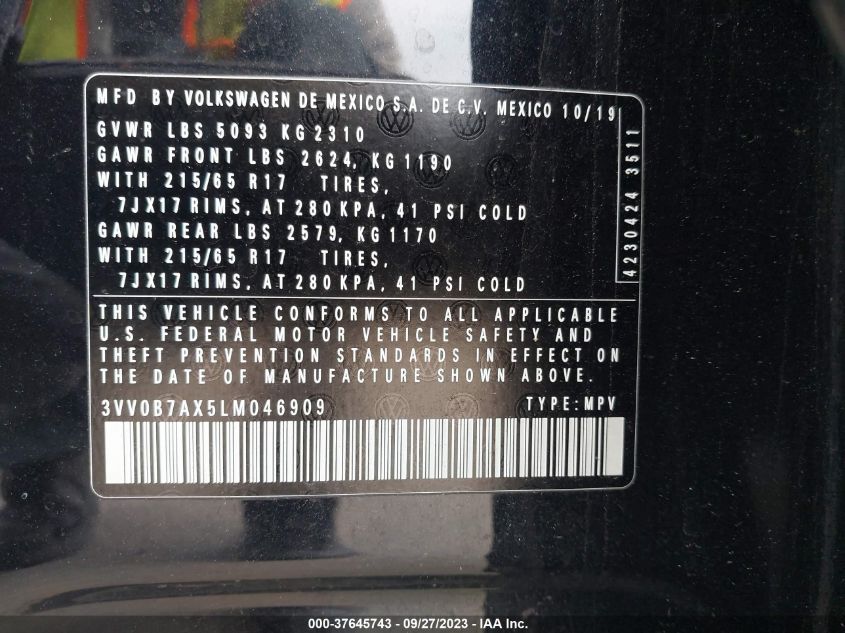 MFD BY VOLKSWAGEN DE MEXICO S.A. DE C.V. MEXICO 10/19
GVWR LBS 5093 KG 2310
GAWR FRONT LBS 2624, KG 1190
WITH 215/65 R17 TIRES,
7JX17 RIMS, AT 280 KPA, 41 PSI COLD
GAWR REAR LBS 2579, KG 1170
WITH 215/65 R17 TIRES,
7JX17 RIMS, AT 280 KPA, 41 PSI COLD
4230424 3511
THIS VEHICLE CONFORMS TO ALL APPLICABLE
U.S. FEDERAL MOTOR VEHICLE SAFETY AND
THEFT PREVENTION STANDARDS IN EFFECT ON
THE DATE OF MANUFACTURE SHOWN ABOVE.
3VV0B7AX5LM046909 TYPE:MPV
000-37645743 - 09/27/2023 - IAA Inc.